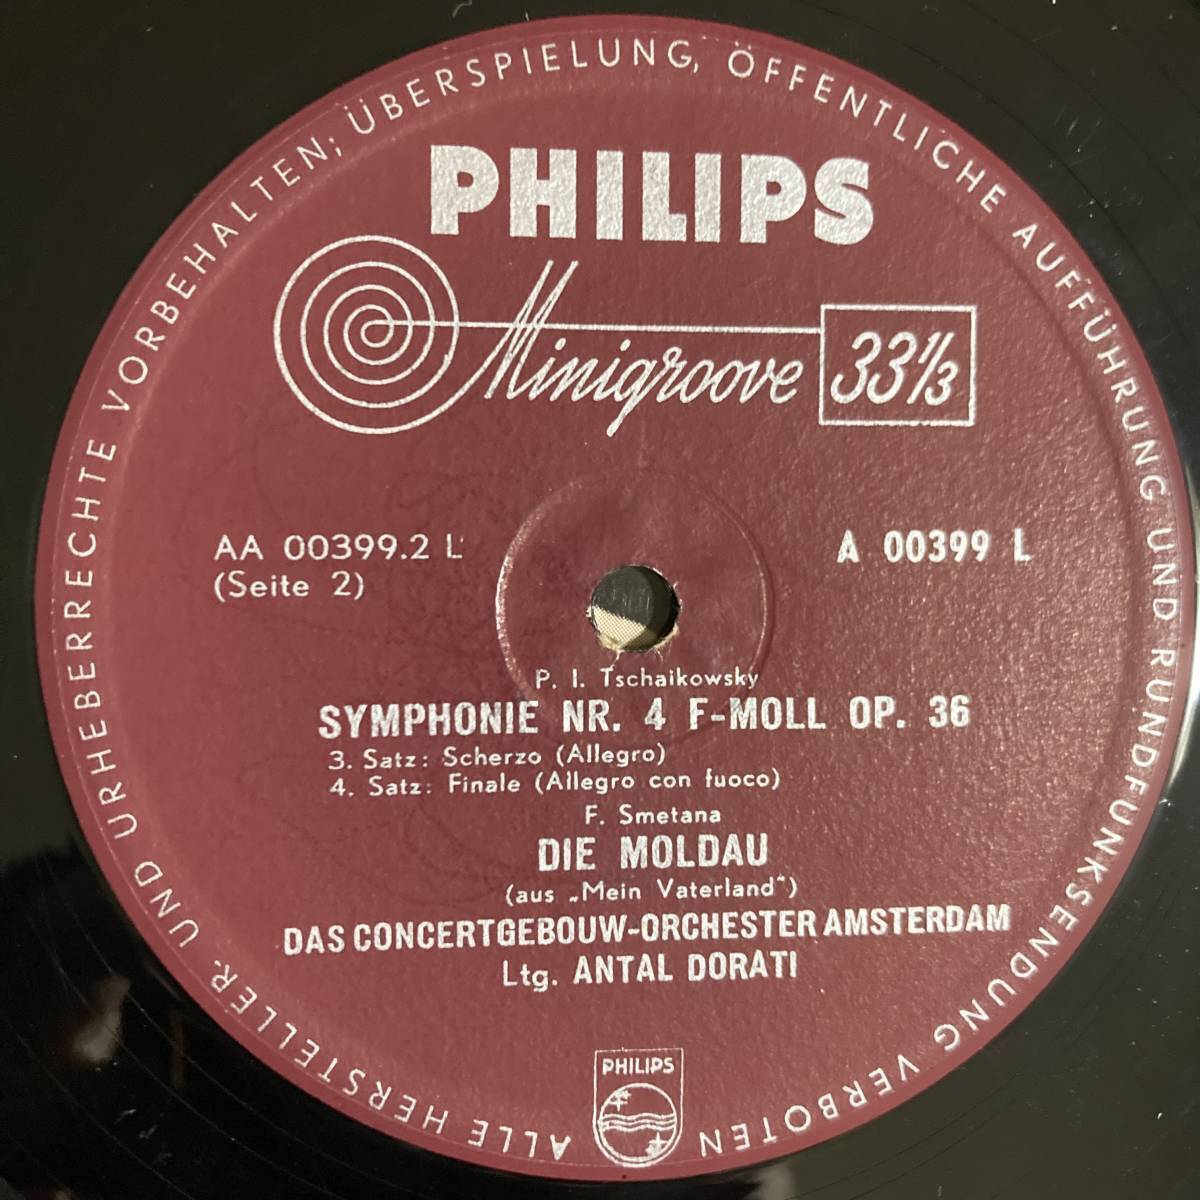 ALLE HERSTELLER- UND URHEBERRECHTE VORBEHALTEN; ÜBERSPIELUNG, ÖFFENTLICHE AUFFÜHRUNG UND RUNDFUNKSENDUNG VERBOTEN
PHILIPS
Minigroove 33 1/3
AA 00399.2 L
(Seite 2)
A 00399 L
P. I. Tschaikowsky
SYMPHONIE NR. 4 F-MOLL OP. 36
3. Satz: Scherzo (Allegro)
4. Satz: Finale (Allegro con fuoco)
F. Smetana
DIE MOLDAU
(aus „Mein Vaterland“)
DAS CONCERTGEBOUW-ORCHESTER AMSTERDAM
Ltg. ANTAL DORATI
PHILIPS